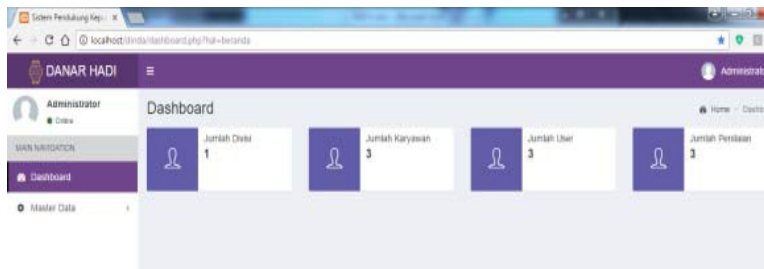 Sistem Pendukung Kep
localhost/dinda/dashboard.php?hal=beranda
DANAR HADI
Administrat
Administrator
Online
Dashboard
Home
MAIN NAVIGATION
Jumlah Divisi
1
Jumlah Karyawan
3
Jumlah User
3
Jumlah Penilaian
3
Dashboard
Master Data